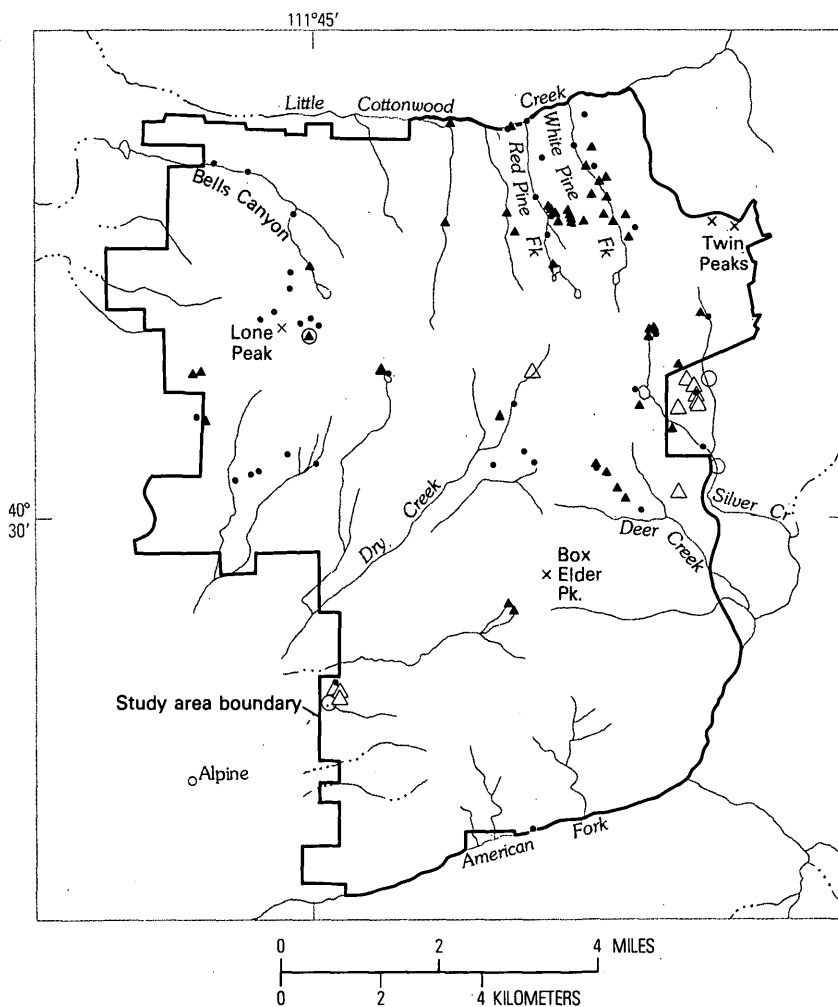 111°45'
Little Cottonwood Creek
Red Pine Fk
White Pine Fk
Bells Canyon
Twin
Peaks
Lone
Peak
40°
30'
Silver Cr.
Dry Creek
Deer Creek
Box
Elder
Pk.
Study area boundary
Alpine
American Fork
0 2 4 MILES
0 2 4 KILOMETERS